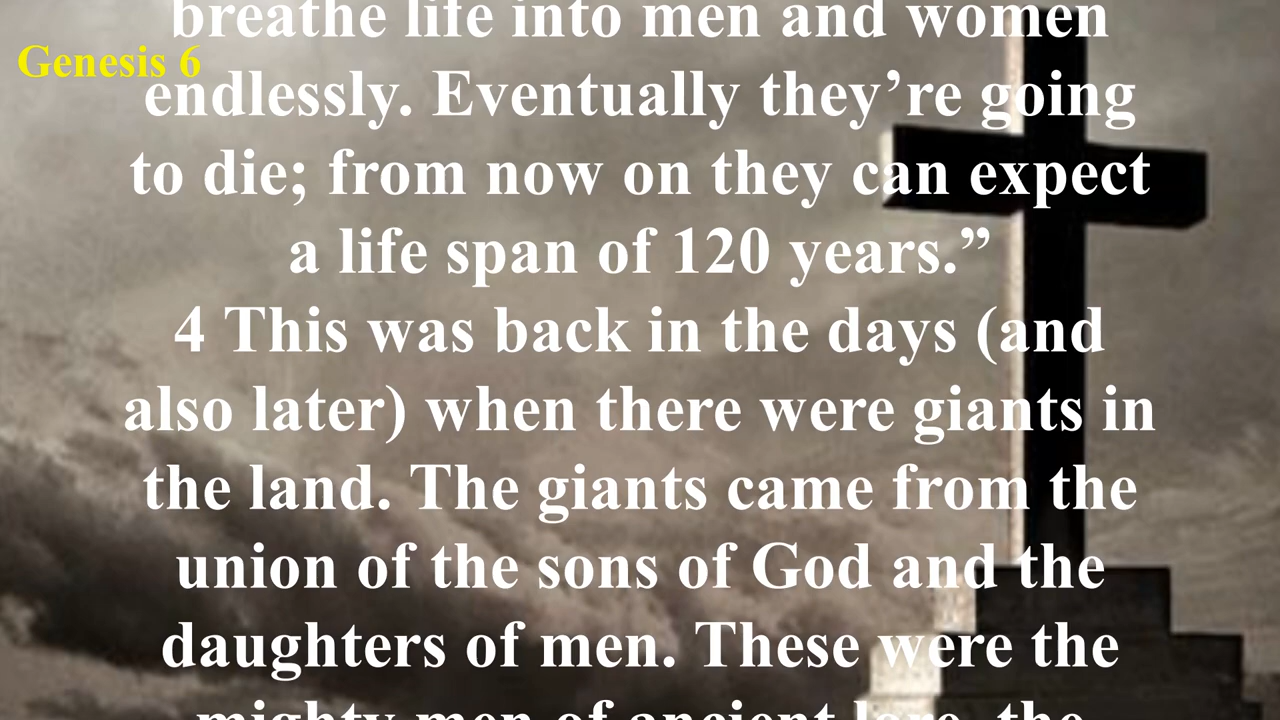 breathe life into men and women
Genesis 6
endlessly. Eventually they’re going
to die; from now on they can expect
a life span of 120 years.”
4 This was back in the days (and
also later) when there were giants in
the land. The giants came from the
union of the sons of God and the
daughters of men. These were the
mighty men of ancient lore, the